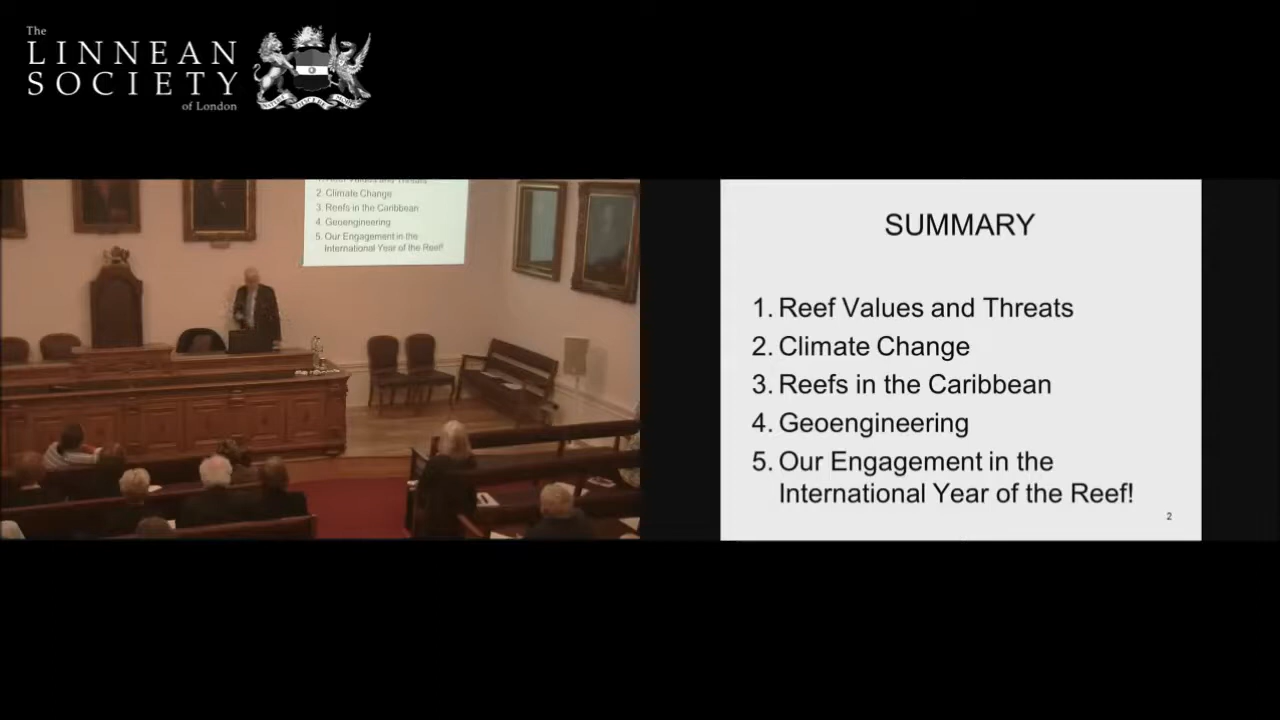 The
LINNEAN
SOCIETY
of London
2. Climate Change
3. Reefs in the Caribbean
4. Geoengineering
5. Our Engagement in the
International Year of the Reef!
SUMMARY
1. Reef Values and Threats
2. Climate Change
3. Reefs in the Caribbean
4. Geoengineering
5. Our Engagement in the
International Year of the Reef!
2